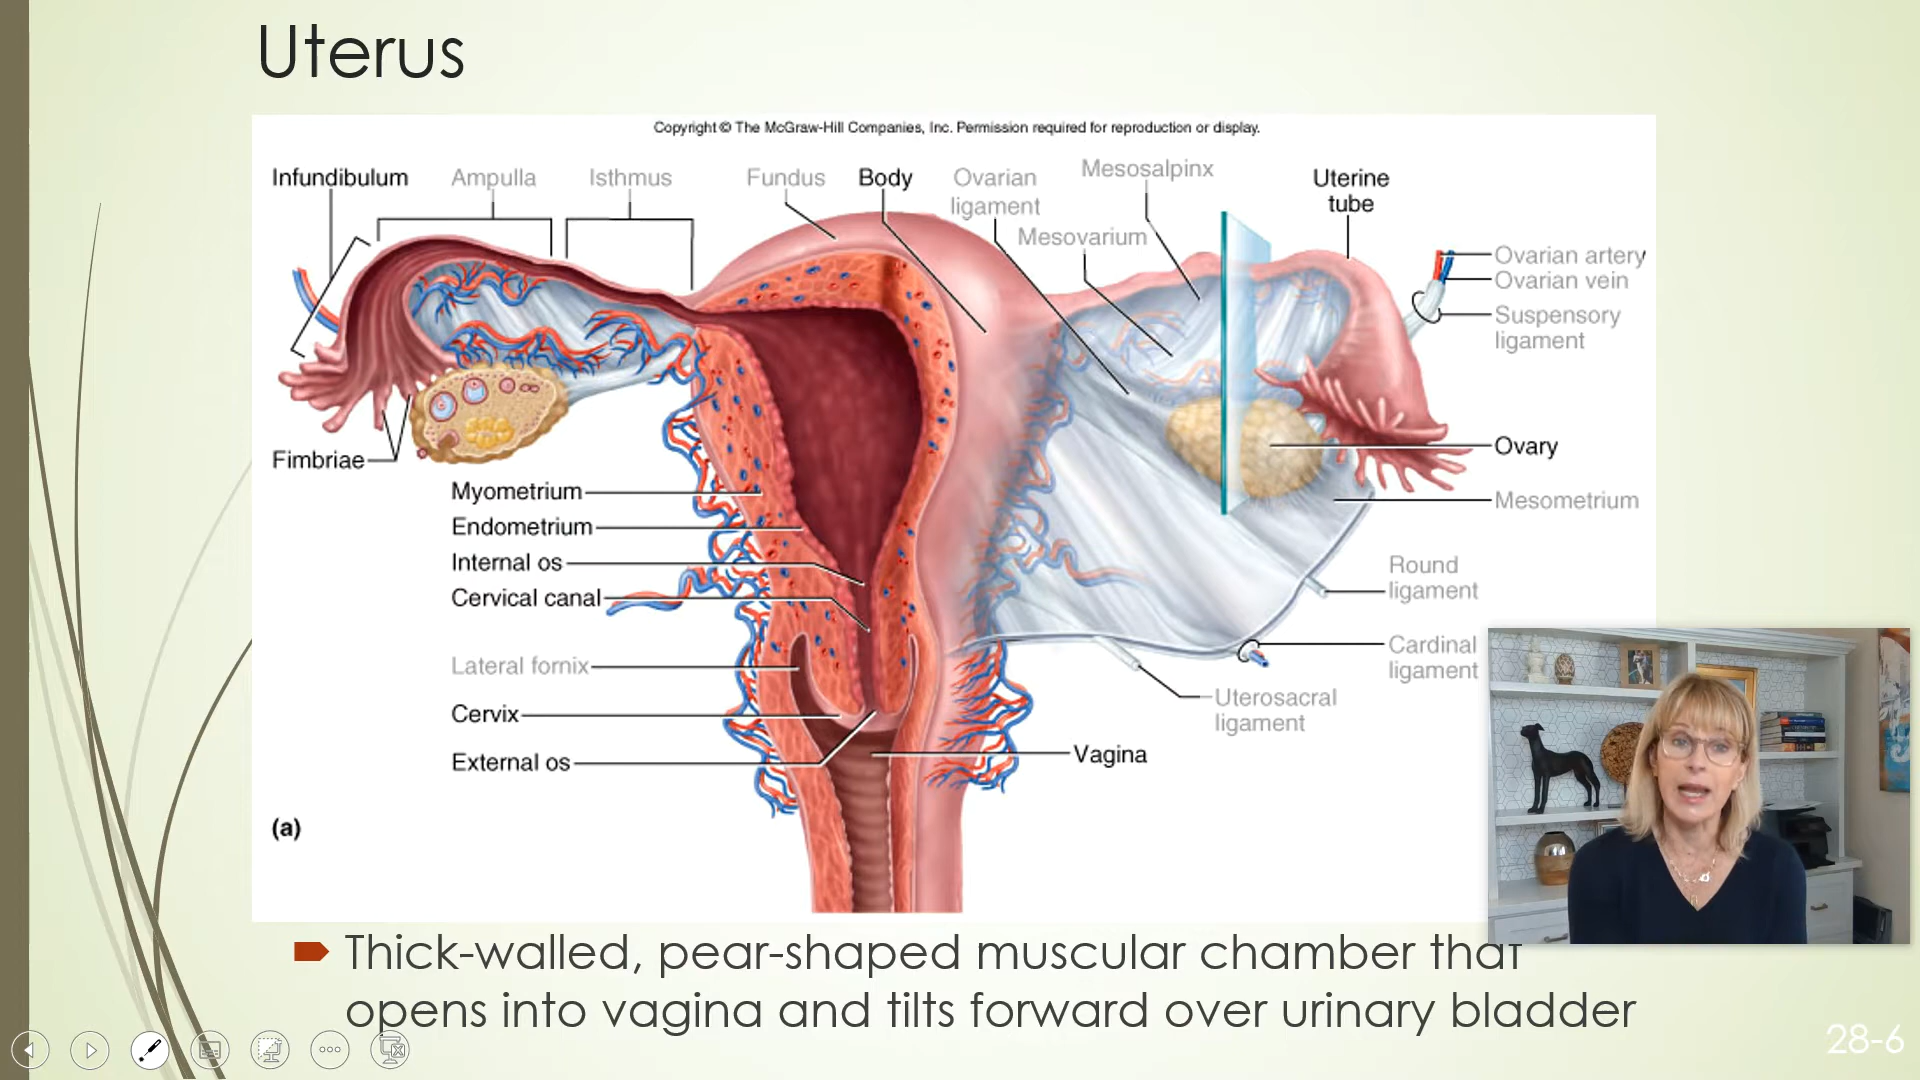 Uterus
Copyright © The McGraw-Hill Companies, Inc. Permission required for reproduction or display.
Infundibulum
Ampulla
Isthmus
Fundus
Body
Ovarian
ligament
Mesosalpinx
Mesovarium
Uterine
tube
Ovarian artery
Ovarian vein
Suspensory
ligament
Fimbriae
Ovary
Myometrium
Mesometrium
Endometrium
Internal os
Round
ligament
Cervical canal
Cardinal
ligament
Lateral fornix
Uterosacral
ligament
Cervix
External os
Vagina
(a)
Thick-walled, pear-shaped muscular chamber that
opens into vagina and tilts forward over urinary bladder
28-6